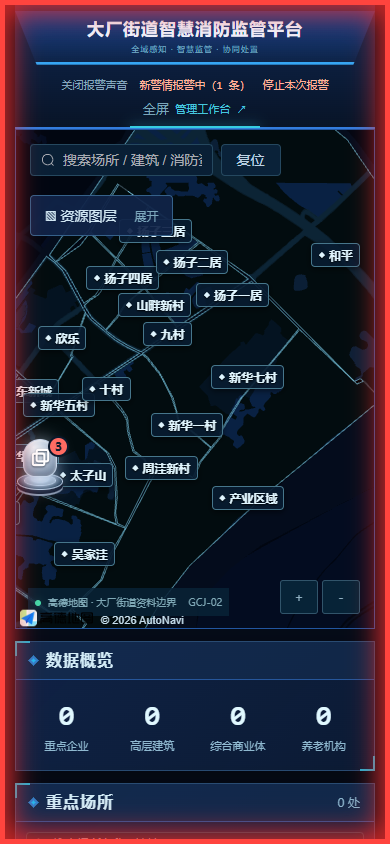 大厂街道智慧消防监管平台
全域感知 · 智慧监管 · 协同处置
关闭报警声音 新警情报警中（1 条） 停止本次报警
全屏 管理工作台 ↗
搜索场所 / 建筑 / 消防 复位
资源图层 展开
扬子二居
和平
扬子四居
扬子一居
山畔新村
欣乐
九村
新华七村
东新城
十村
新华五村
新华一村
3
太子山
周洼新村
产业区域
吴家洼
高德地图 · 大厂街道资料边界 GCJ-02
+ -
© 2026 AutoNavi
数据概览
0 0 0 0
重点企业 高层建筑 综合商业体 养老机构
重点场所 0 处